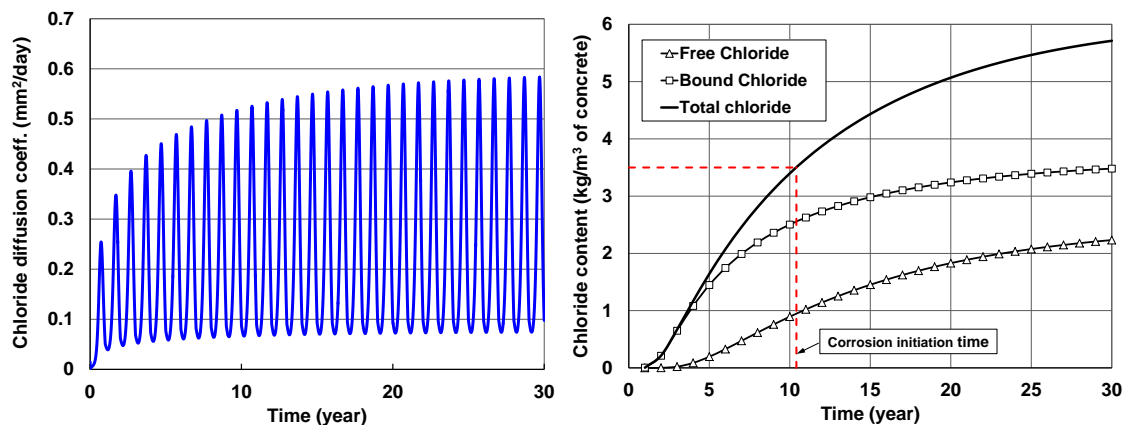 Chloride diffusion coeff. (mm²/day)
0.7
0.6
0.5
0.4
0.3
0.2
0.1
0
0 10 20 30
Time (year)
Chloride content (kg/m³ of concrete)
6
5
4
3
2
1
0
Free Chloride
Bound Chloride
Total chloride
Corrosion initiation time
0 5 10 15 20 25 30
Time (year)